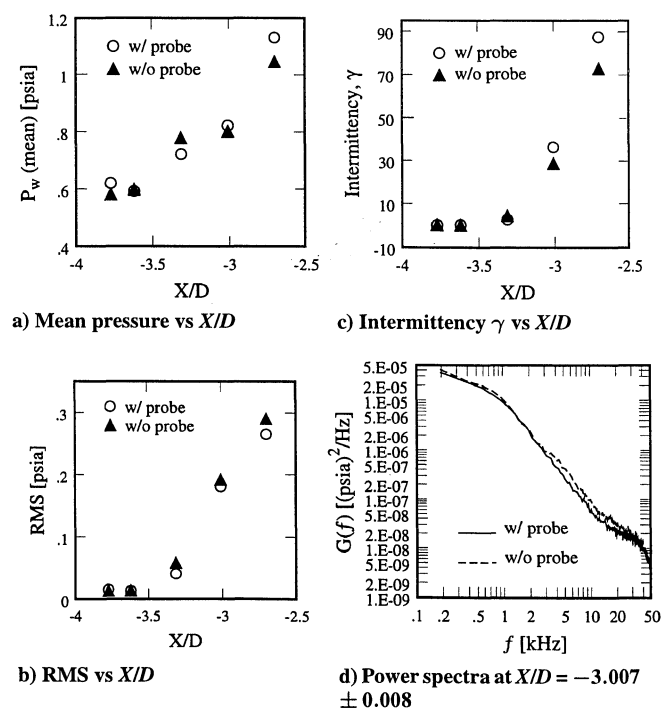 1.2
1
.8
.6
.4
P_w (mean) [psia]
w/ probe
w/o probe
-4
-3.5
-3
-2.5
X/D
a) Mean pressure vs X/D
90
70
50
30
10
-10
Intermittency, γ
w/ probe
w/o probe
-4
-3.5
-3
-2.5
X/D
c) Intermittency γ vs X/D
.3
.2
.1
0
RMS [psia]
w/ probe
w/o probe
-4
-3.5
-3
-2.5
X/D
b) RMS vs X/D
5.E-05
2.E-05
1.E-05
5.E-06
2.E-06
1.E-06
5.E-07
2.E-07
1.E-07
5.E-08
2.E-08
1.E-08
5.E-09
2.E-09
1.E-09
G(f) [(psia)²/Hz]
w/ probe
w/o probe
.1 .2 .5 1 2 5 10 20 50
f [kHz]
d) Power spectra at X/D = −3.007
± 0.008